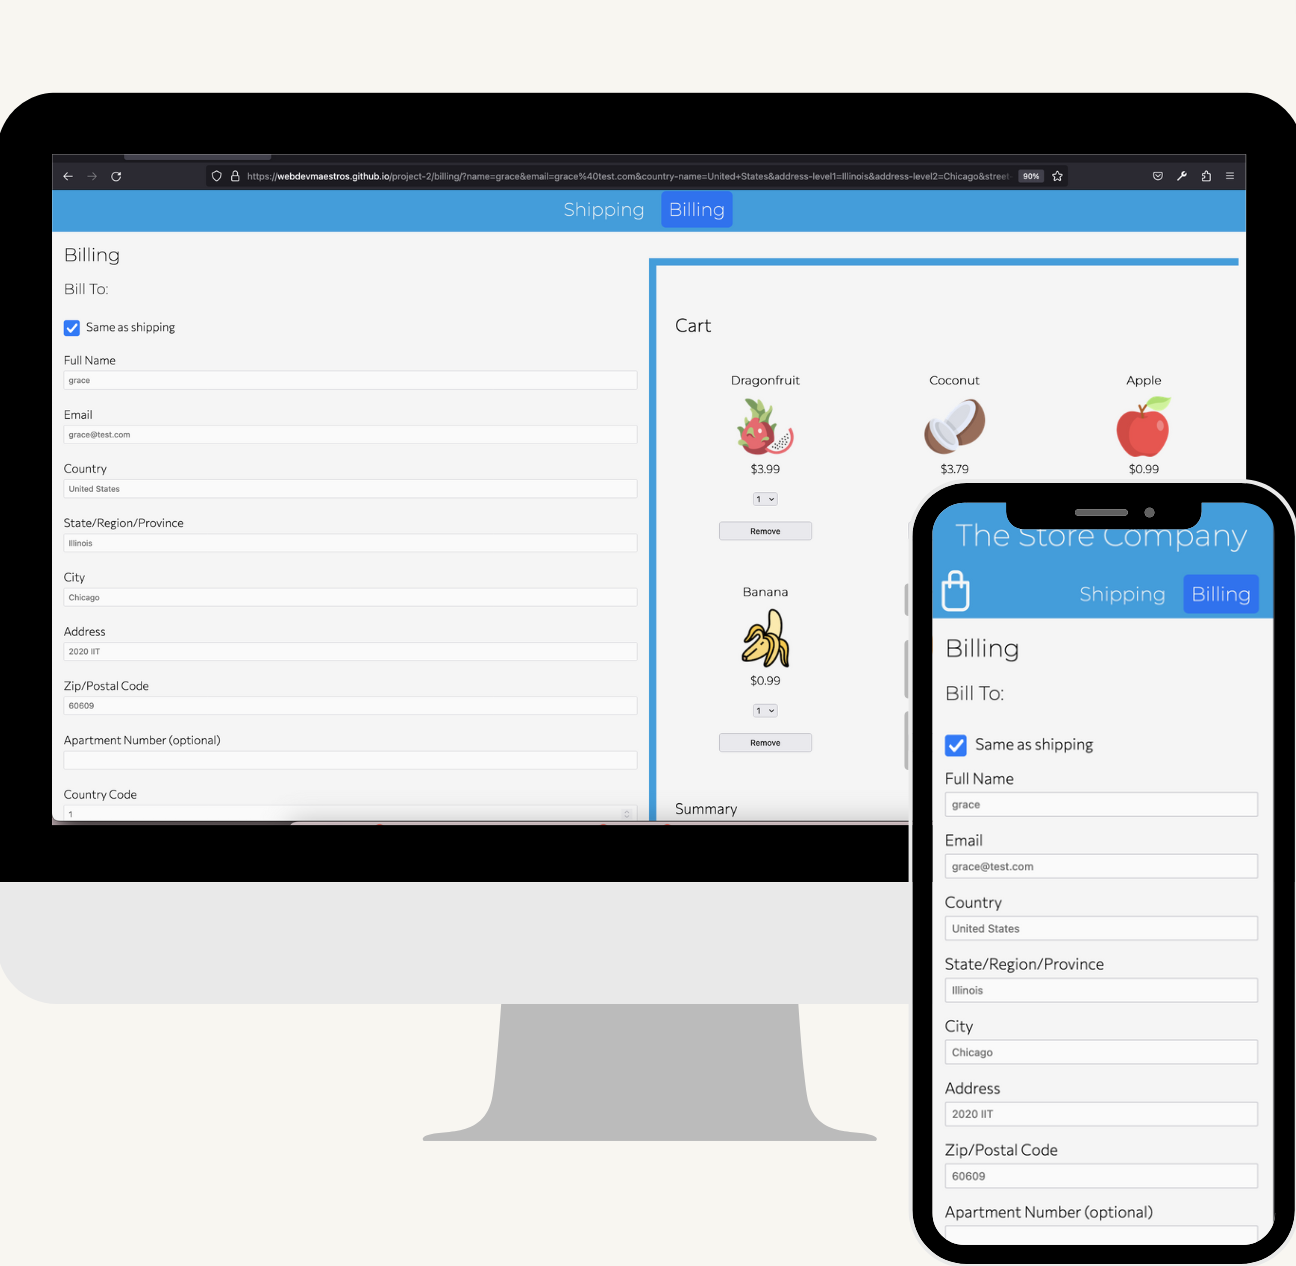 https://webdevmaestros.github.io/project-2/billing/?name=grace&email=grace%40test.com&country-name=United+States&address-level1=Illinois&address-level2=Chicago&street-
90%
Shipping
Billing
Billing
Bill To:
Same as shipping
Full Name
grace
Email
grace@test.com
Country
United States
State/Region/Province
Illinois
City
Chicago
Address
2020 IIT
Zip/Postal Code
60609
Apartment Number (optional)
Country Code
1
Cart
Dragonfruit
$3.99
1
Remove
Coconut
$3.79
Apple
$0.99
Banana
$0.99
1
Remove
Summary
The Store Company
Shipping
Billing
Billing
Bill To:
Same as shipping
Full Name
grace
Email
grace@test.com
Country
United States
State/Region/Province
Illinois
City
Chicago
Address
2020 IIT
Zip/Postal Code
60609
Apartment Number (optional)